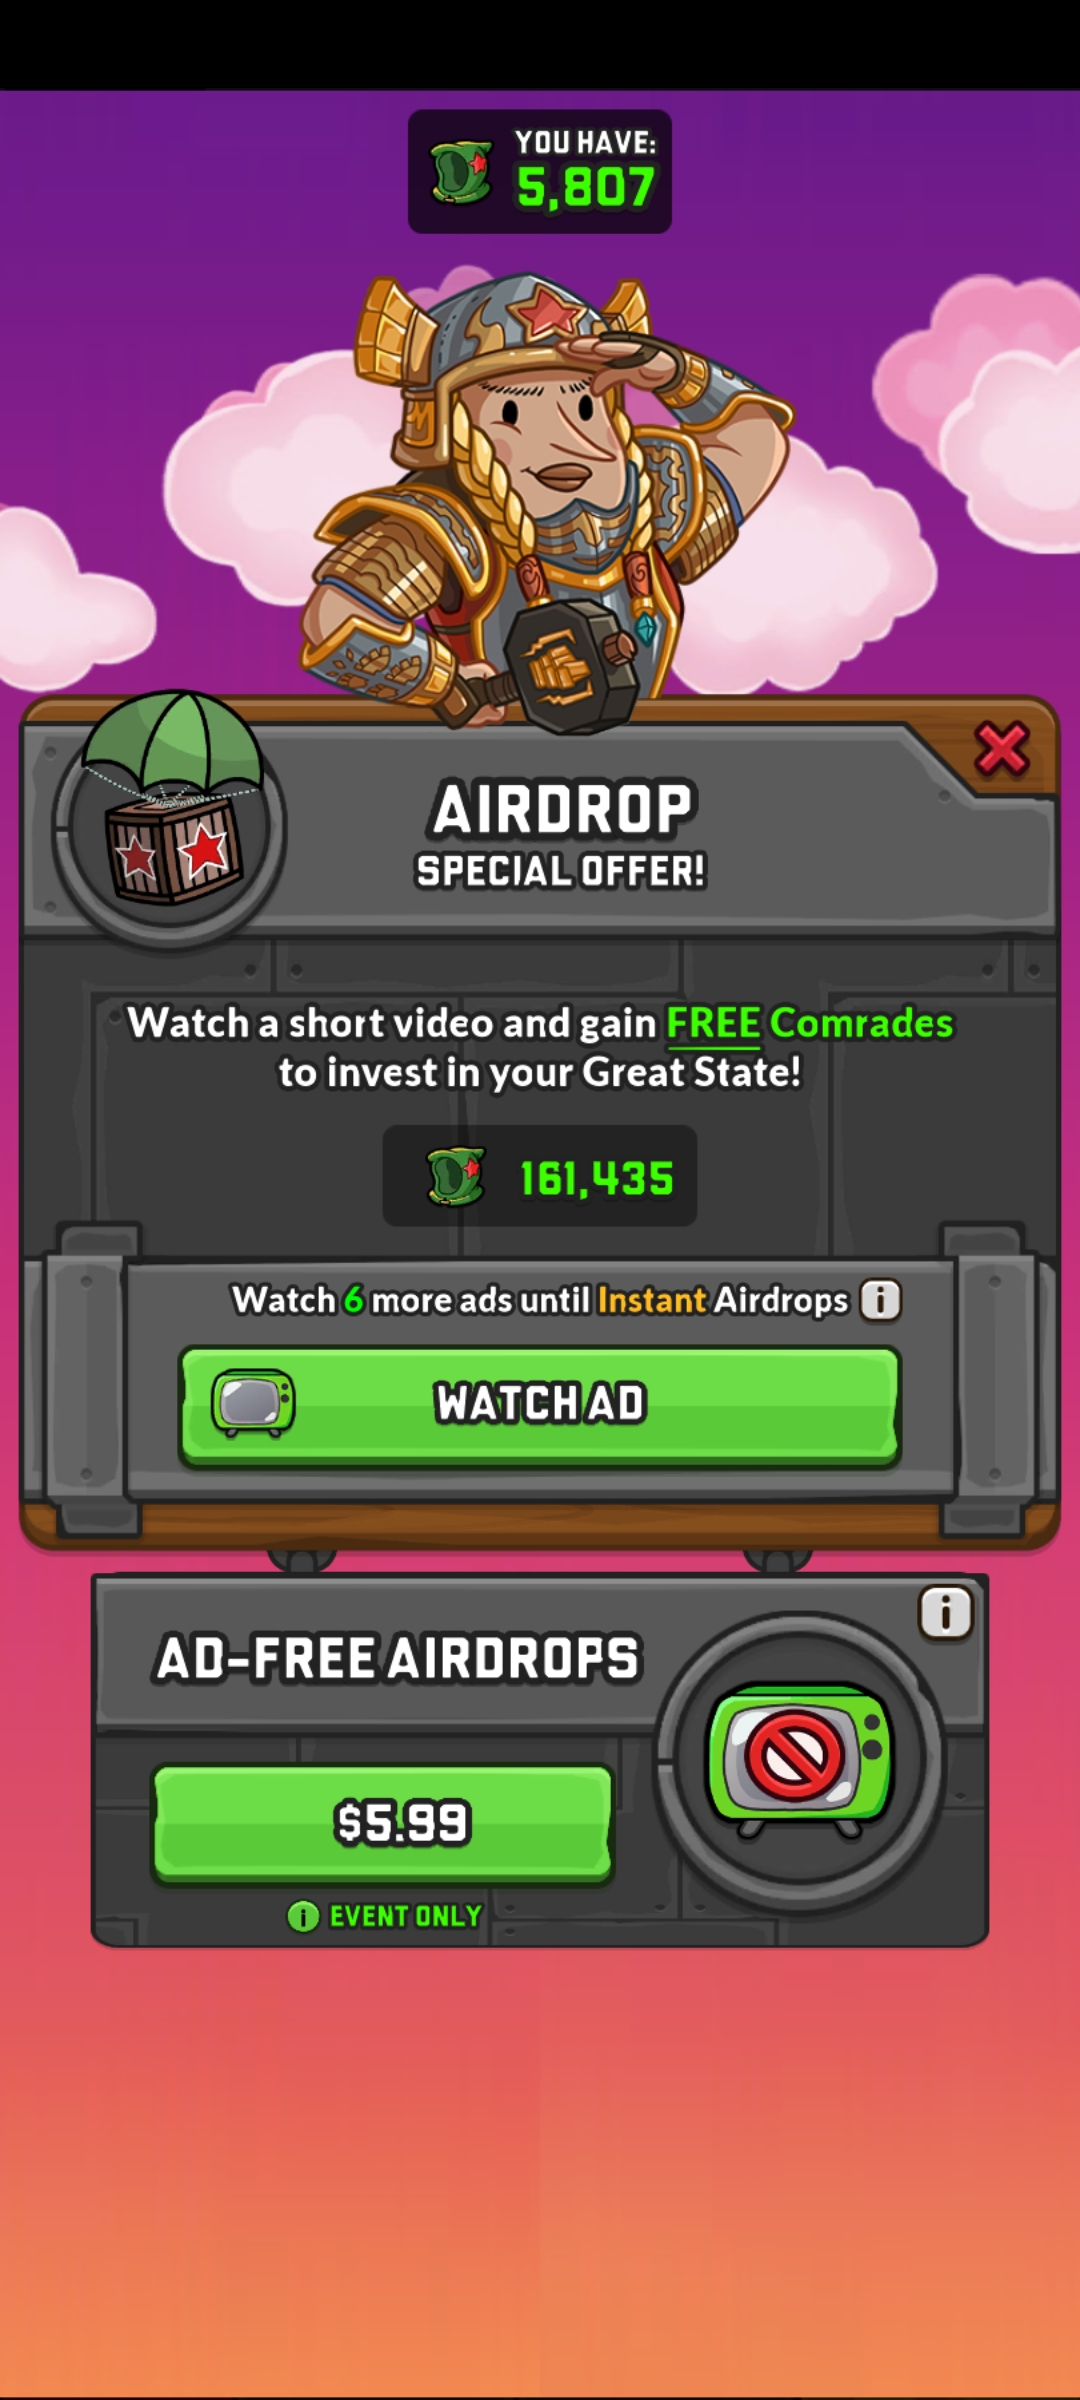 YOU HAVE:
5,807
AIRDROP
SPECIAL OFFER!
Watch a short video and gain FREE Comrades
to invest in your Great State!
161,435
Watch 6 more ads until Instant Airdrops i
WATCH AD
i
AD-FREE AIRDROPS
$5.99
i EVENT ONLY